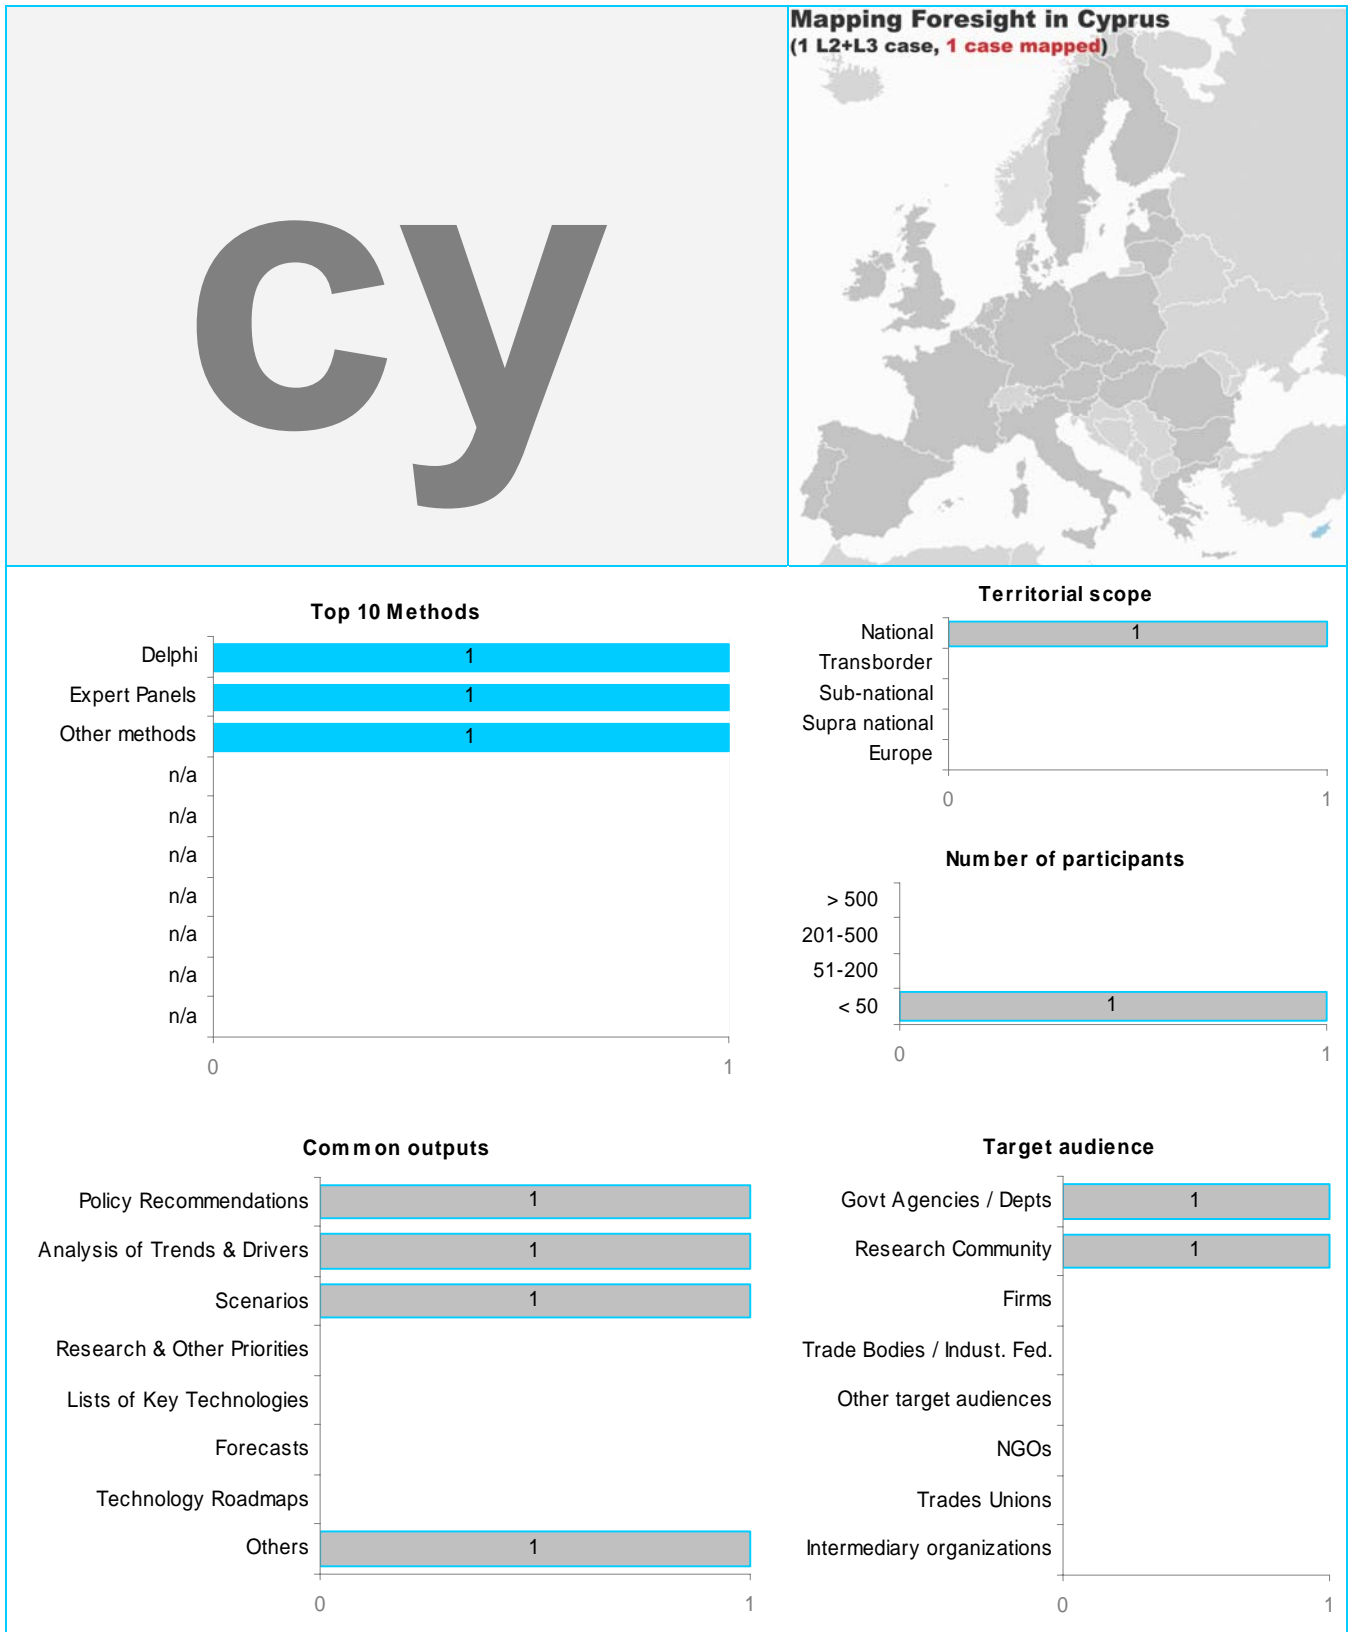 cy
Mapping Foresight in Cyprus
(1 L2+L3 case, 1 case mapped)
Top 10 Methods
Delphi 1
Expert Panels 1
Other methods 1
n/a
n/a
n/a
n/a
n/a
n/a
n/a
0 1
Territorial scope
National 1
Transborder
Sub-national
Supra national
Europe
0 1
Number of participants
> 500
201-500
51-200
< 50 1
0 1
Common outputs
Policy Recommendations 1
Analysis of Trends & Drivers 1
Scenarios 1
Research & Other Priorities
Lists of Key Technologies
Forecasts
Technology Roadmaps
Others 1
0 1
Target audience
Govt Agencies / Depts 1
Research Community 1
Firms
Trade Bodies / Indust. Fed.
Other target audiences
NGOs
Trades Unions
Intermediary organizations
0 1